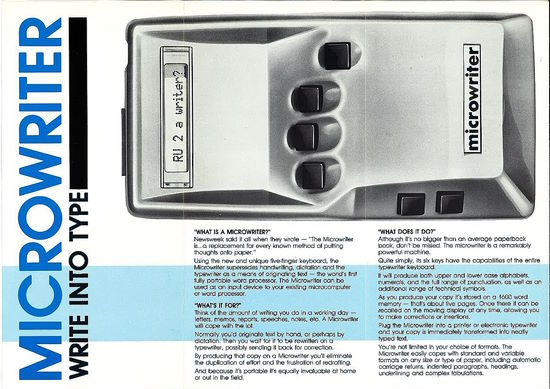 MICROWRITER
WRITE INTO TYPE
RU 2 a writer?
microwriter
"WHAT IS A MICROWRITER?"
Newsweek said it all when they wrote — "The Microwriter
is...a replacement for every known method of putting
thoughts onto paper."
Using the new and unique five-finger keyboard, the
Microwriter supersedes handwriting, dictation and the
typewriter as a means of originating text — the world's first
fully portable word processor. The Microwriter can be
used as an input device to your existing microcomputer
or word processor.
"WHAT'S IT FOR?"
Think of the amount of writing you do in a working day —
letters, memos, reports, speeches, notes, etc. A Microwriter
will cope with the lot.
Normally you'd originate text by hand, or perhaps by
dictation. Then you wait for it to be rewritten on a
typewriter, possibly sending it back for correction.
By producing that copy on a Microwriter you'll eliminate
the duplication of effort and the frustration of redrafting.
And because it's portable it's equally invaluable at home
or out in the field.
"WHAT DOES IT DO?"
Although it's no bigger than an average paperback
book, don't be misled. The microwriter is a remarkably
powerful machine.
Quite simply, its six keys have the capabilities of the entire
typewriter keyboard.
It will produce both upper and lower case alphabets,
numerals, and the full range of punctuation, as well as an
additional range of technical symbols.
As you produce your copy it's stored on a 1600 word
memory — that's about five pages. Once there it can be
recalled on the moving display at any time, allowing you
to make corrections or insertions.
Plug the Microwriter into a printer or electronic typewriter
and your copy is immediately transformed into neatly
typed text.
You're not limited in your choice of formats. The
Microwriter easily copes with standard and variable
formats on any size or type of paper, including automatic
carriage returns, indented paragraphs, headings,
underlining and complex tabulations.